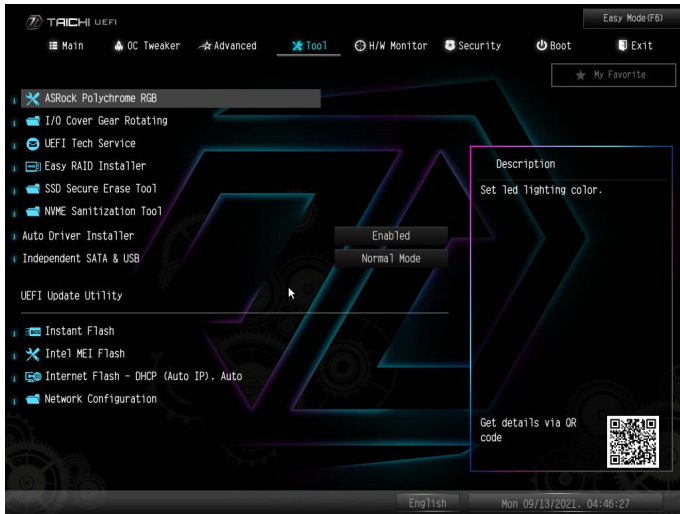 TAICHI UEFI
Easy Mode(F6)
Main OC Tweaker Advanced Tool H/W Monitor Security Boot Exit
My Favorite
ASRock Polychrome RGB
I/O Cover Gear Rotating
UEFI Tech Service
Easy RAID Installer
SSD Secure Erase Tool
NVME Sanitization Tool
Auto Driver Installer Enabled
Independent SATA & USB Normal Mode
UEFI Update Utility
Instant Flash
Intel MEI Flash
Internet Flash - DHCP (Auto IP), Auto
Network Configuration
Description
Set led lighting color.
Get details via QR
code
English Mon 09/13/2021, 04:46:27